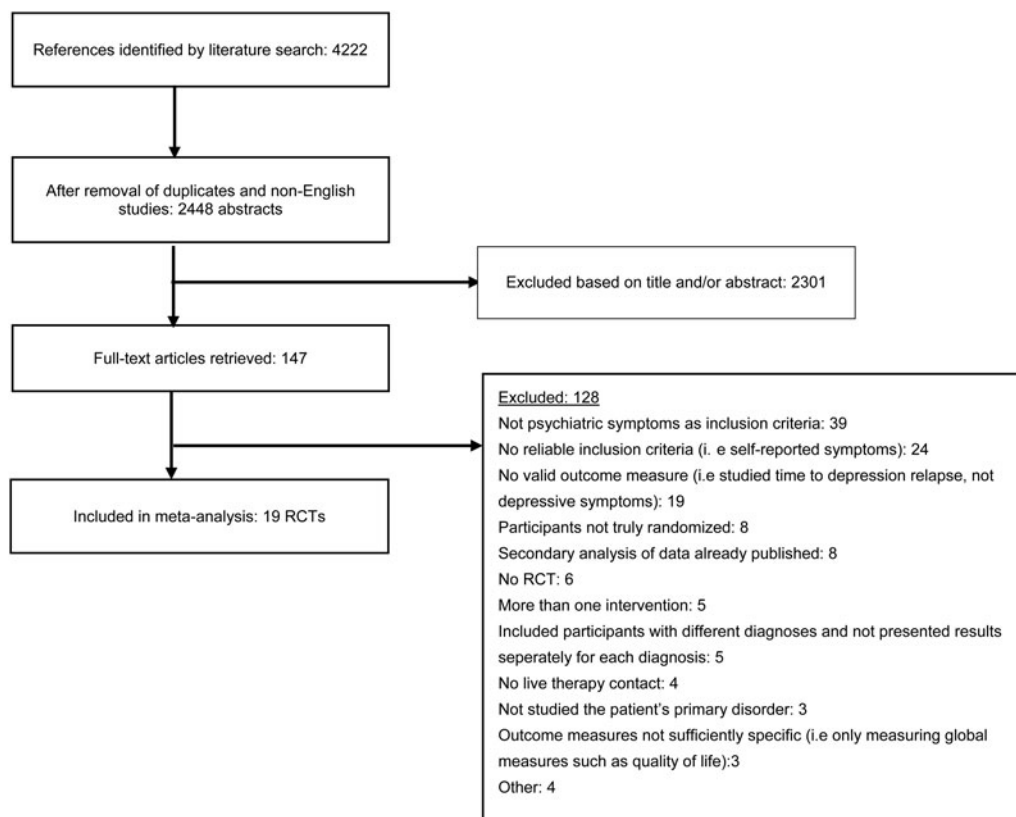 References identified by literature search: 4222
After removal of duplicates and non-English
studies: 2448 abstracts
Excluded based on title and/or abstract: 2301
Full-text articles retrieved: 147
Excluded: 128
Not psychiatric symptoms as inclusion criteria: 39
No reliable inclusion criteria (i. e self-reported symptoms): 24
No valid outcome measure (i.e studied time to depression relapse, not
depressive symptoms): 19
Participants not truly randomized: 8
Secondary analysis of data already published: 8
No RCT: 6
More than one intervention: 5
Included participants with different diagnoses and not presented results
seperately for each diagnosis: 5
No live therapy contact: 4
Not studied the patient's primary disorder: 3
Outcome measures not sufficiently specific (i.e only measuring global
measures such as quality of life):3
Other: 4
Included in meta-analysis: 19 RCTs